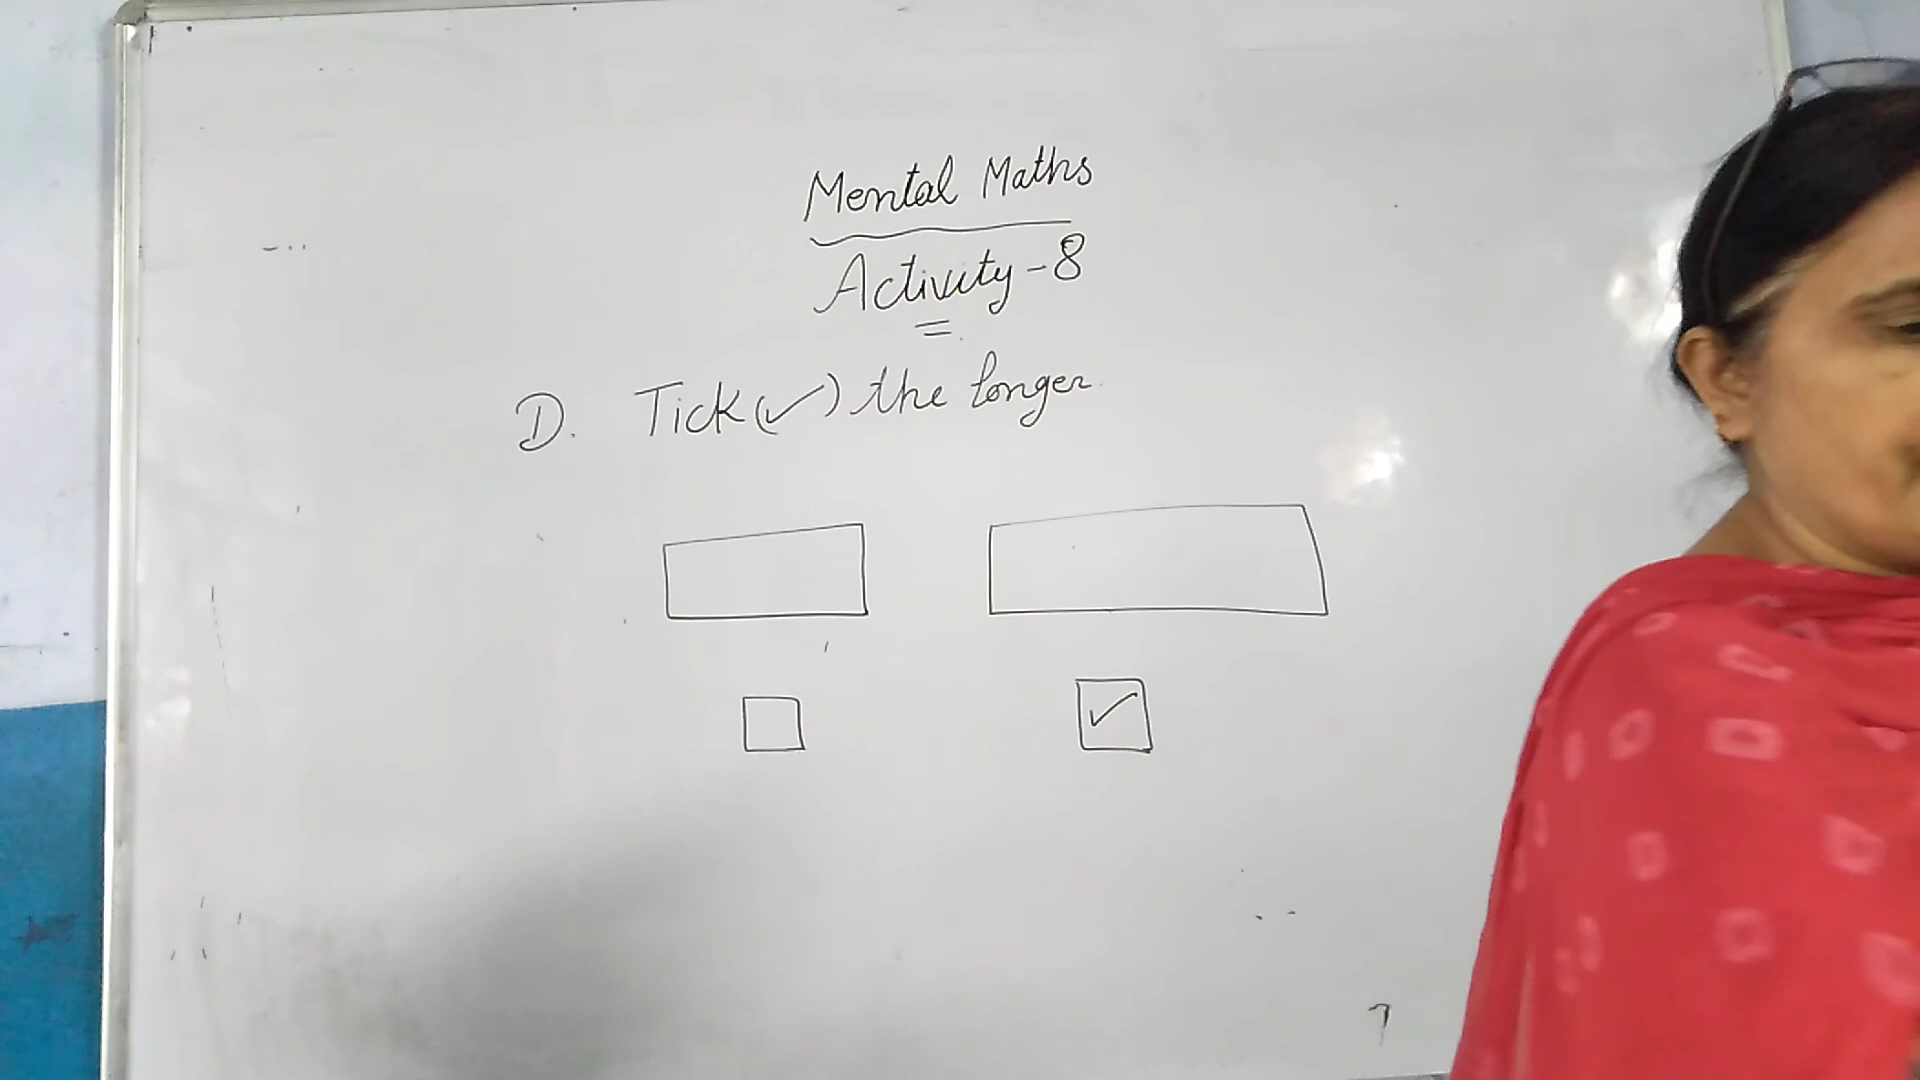 Mental Maths
Activity-8
D. Tick(✓) the longer
✓